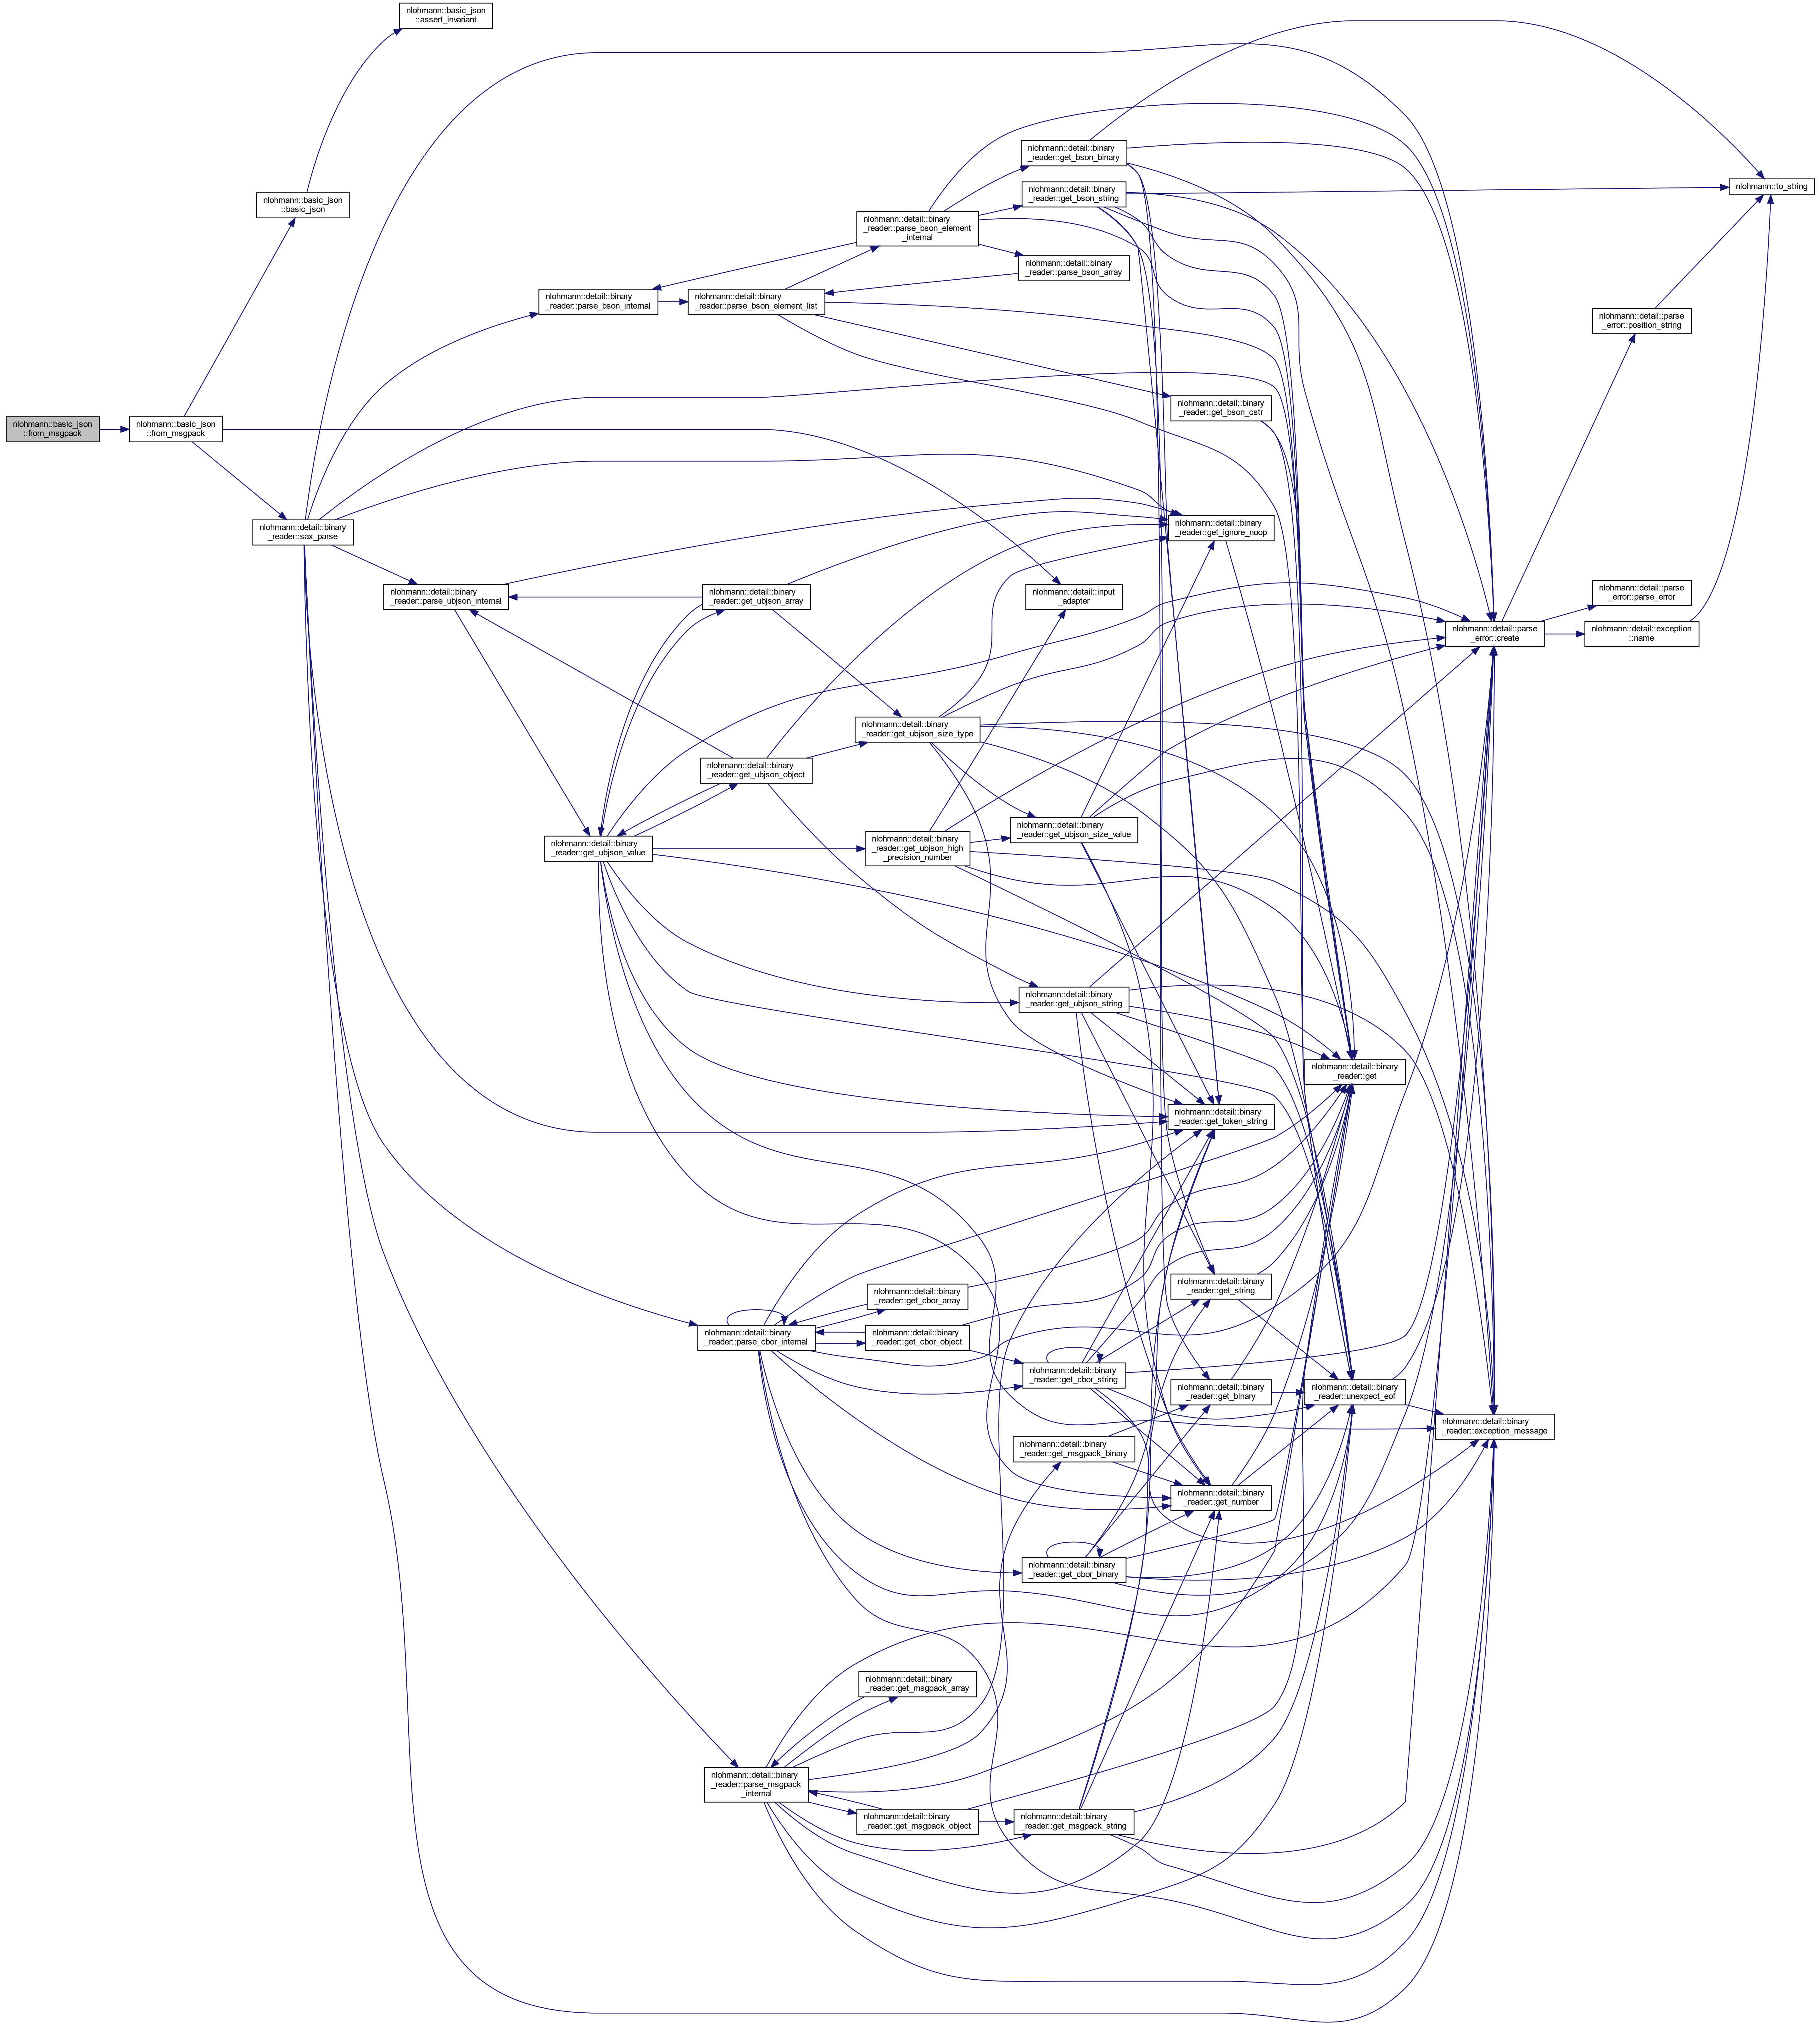 nlohmann::basic_json
::assert_invariant
nlohmann::detail::binary
_reader::get_bson_binary
nlohmann::to_string
nlohmann::detail::binary
_reader::get_bson_string
nlohmann::basic_json
::basic_json
nlohmann::detail::binary
_reader::parse_bson_element
_internal
nlohmann::detail::binary
_reader::parse_bson_array
nlohmann::detail::binary
_reader::parse_bson_internal
nlohmann::detail::binary
_reader::parse_bson_element_list
nlohmann::detail::parse
_error::position_string
nlohmann::detail::binary
_reader::get_bson_cstr
nlohmann::basic_json
::from_msgpack
nlohmann::basic_json
::from_msgpack
nlohmann::detail::binary
_reader::sax_parse
nlohmann::detail::binary
_reader::get_ignore_noop
nlohmann::detail::binary
_reader::parse_ubjson_internal
nlohmann::detail::binary
_reader::get_ubjson_array
nlohmann::detail::input
_adapter
nlohmann::detail::parse
_error::parse_error
nlohmann::detail::parse
_error::create
nlohmann::detail::exception
::name
nlohmann::detail::binary
_reader::get_ubjson_size_type
nlohmann::detail::binary
_reader::get_ubjson_object
nlohmann::detail::binary
_reader::get_ubjson_size_value
nlohmann::detail::binary
_reader::get_ubjson_value
nlohmann::detail::binary
_reader::get_ubjson_high
_precision_number
nlohmann::detail::binary
_reader::get_ubjson_string
nlohmann::detail::binary
_reader::get
nlohmann::detail::binary
_reader::get_token_string
nlohmann::detail::binary
_reader::get_string
nlohmann::detail::binary
_reader::get_cbor_array
nlohmann::detail::binary
_reader::parse_cbor_internal
nlohmann::detail::binary
_reader::get_cbor_object
nlohmann::detail::binary
_reader::get_cbor_string
nlohmann::detail::binary
_reader::get_binary
nlohmann::detail::binary
_reader::unexpect_eof
nlohmann::detail::binary
_reader::exception_message
nlohmann::detail::binary
_reader::get_msgpack_binary
nlohmann::detail::binary
_reader::get_number
nlohmann::detail::binary
_reader::get_cbor_binary
nlohmann::detail::binary
_reader::get_msgpack_array
nlohmann::detail::binary
_reader::parse_msgpack
_internal
nlohmann::detail::binary
_reader::get_msgpack_object
nlohmann::detail::binary
_reader::get_msgpack_string